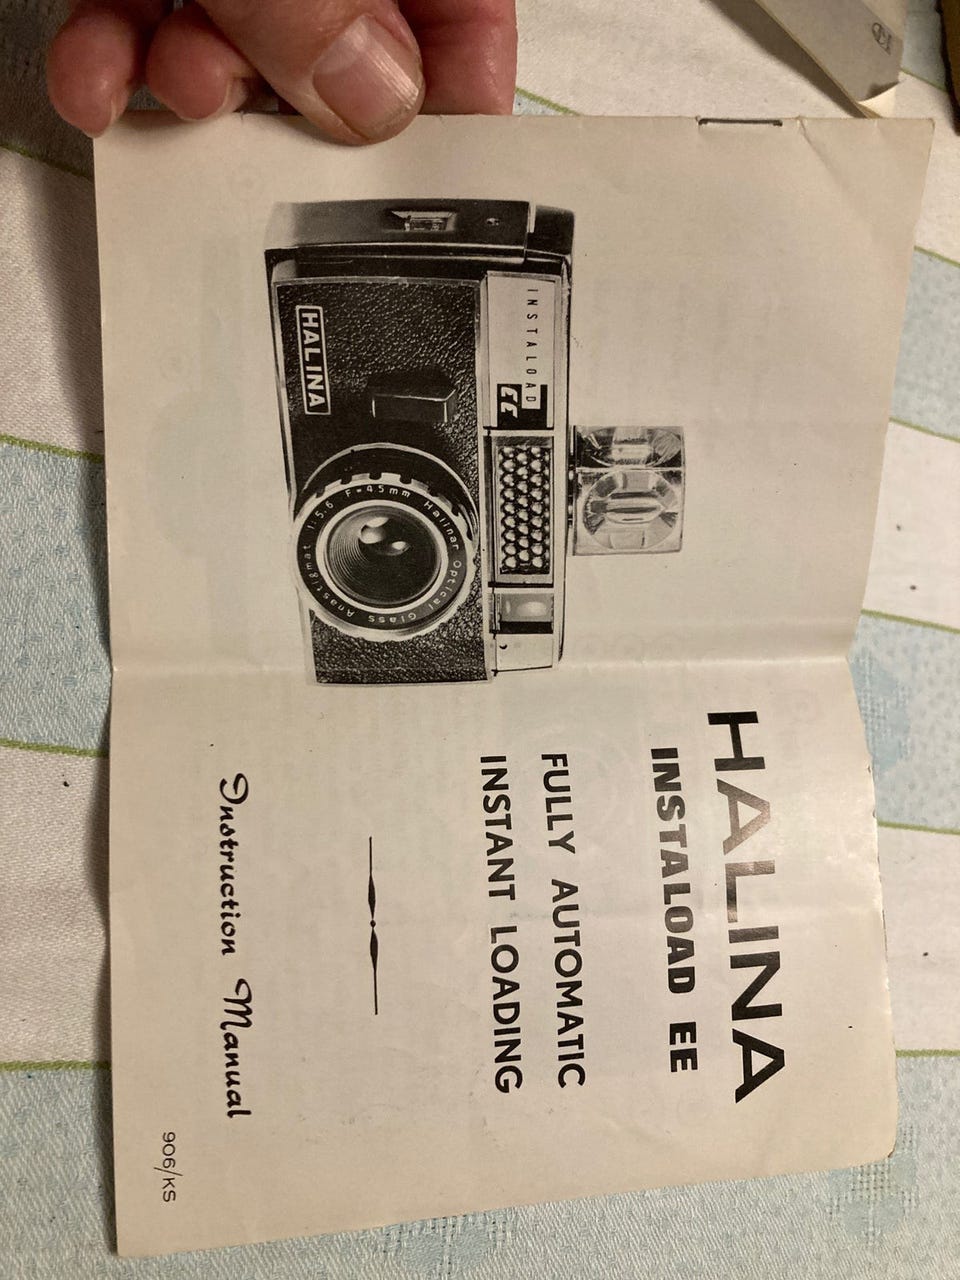 HALINA
INSTALOAD EE
FULLY AUTOMATIC
INSTANT LOADING
Instruction Manual
906/KS
INSTALOAD
EE
HALINA
1:5.6 F=45mm Halinar Optical Glass Anastigmat